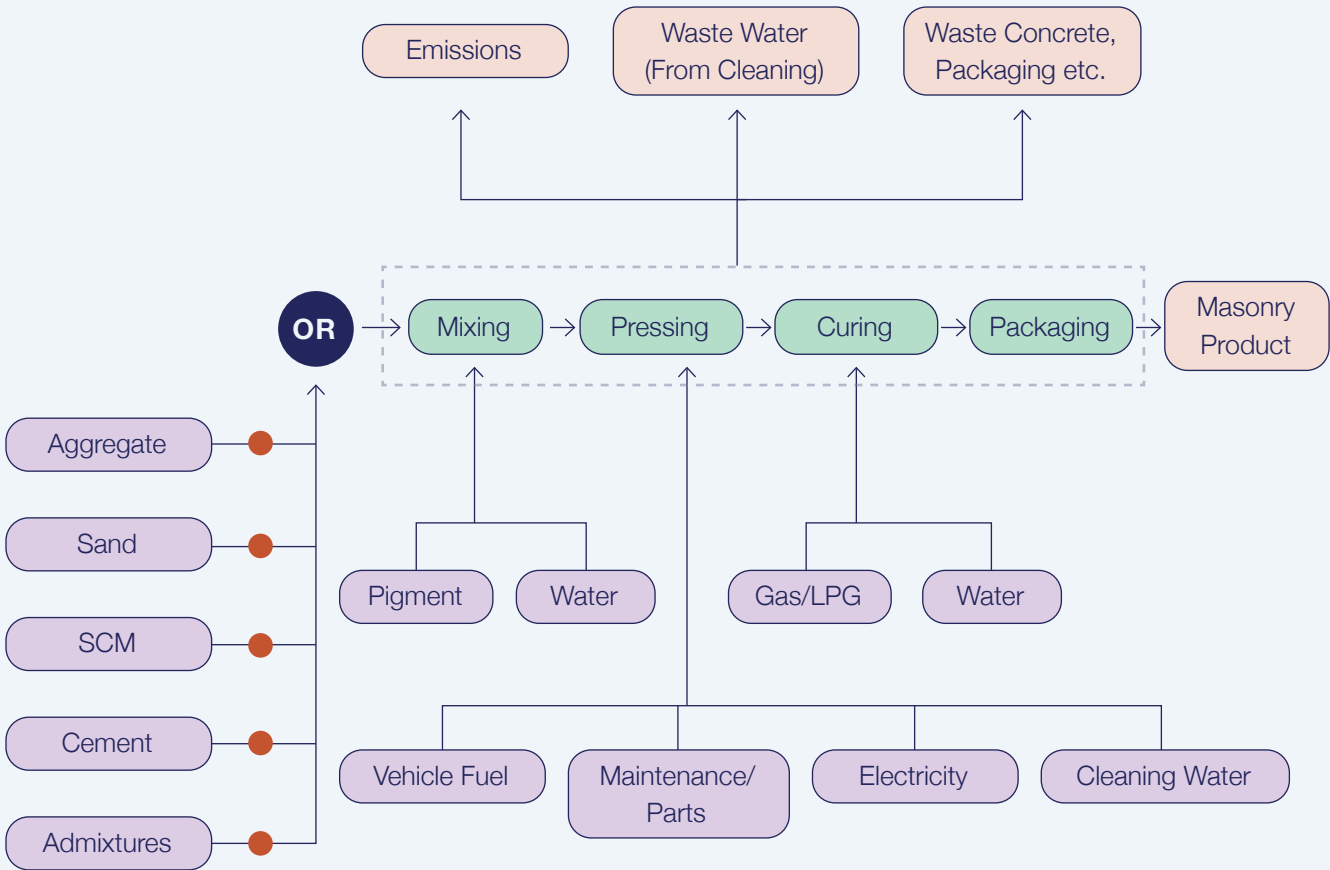 Emissions
Waste Water
(From Cleaning)
Waste Concrete,
Packaging etc.
OR
Mixing
Pressing
Curing
Packaging
Masonry
Product
Aggregate
Sand
SCM
Cement
Admixtures
Pigment
Water
Gas/LPG
Water
Vehicle Fuel
Maintenance/
Parts
Electricity
Cleaning Water